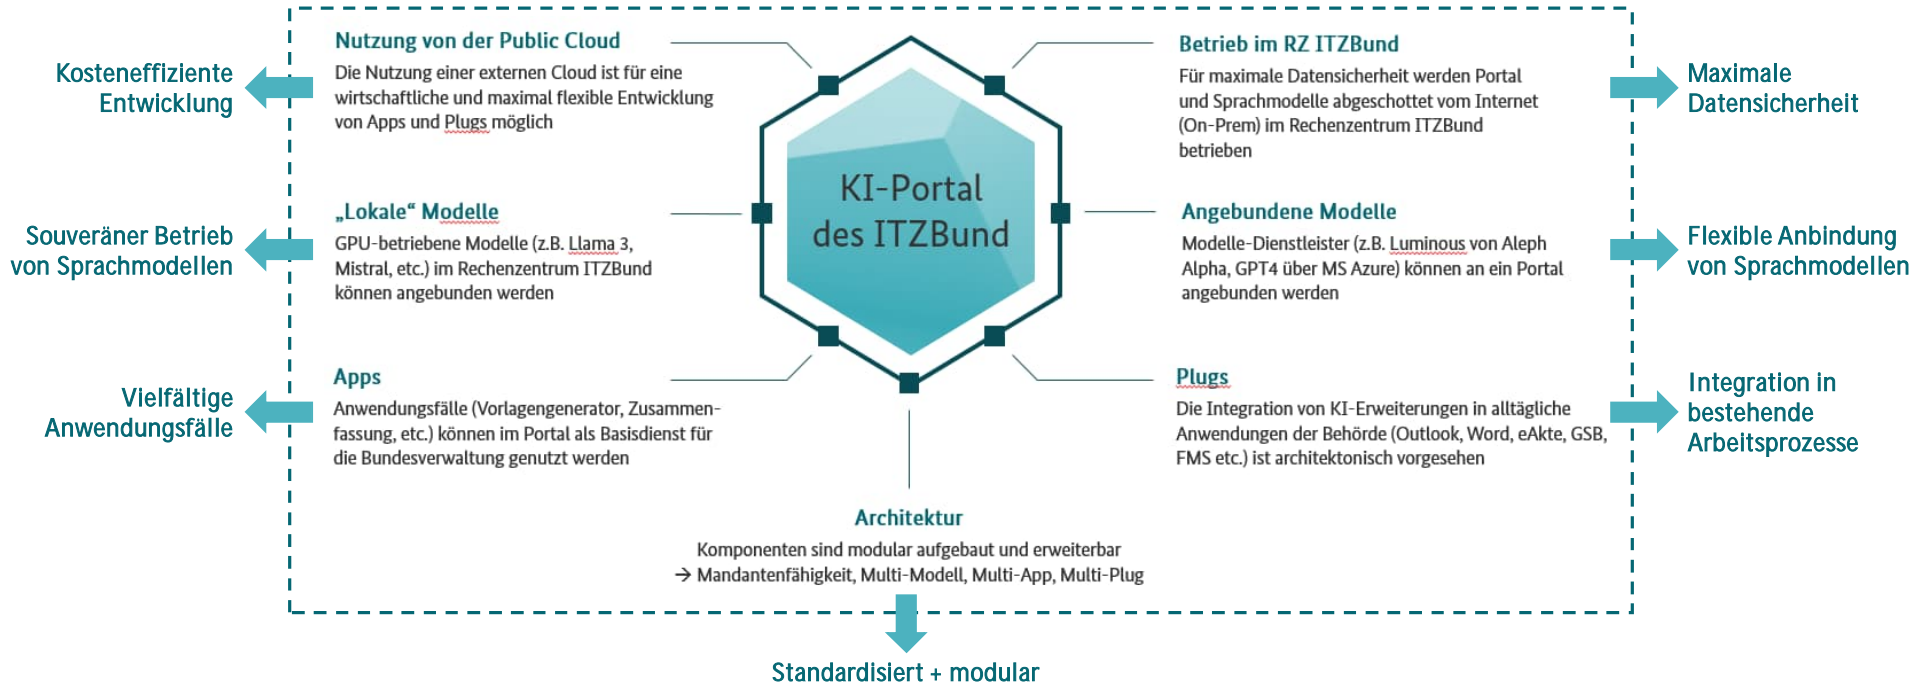 Kosteneffiziente
Entwicklung
Nutzung von der Public Cloud
Die Nutzung einer externen Cloud ist für eine
wirtschaftliche und maximal flexible Entwicklung
von Apps und Plugs möglich
Betrieb im RZ ITZBund
Für maximale Datensicherheit werden Portal
und Sprachmodelle abgeschottet vom Internet
(On-Prem) im Rechenzentrum ITZBund
betrieben
Maximale
Datensicherheit
KI-Portal
des ITZBund
Souveräner Betrieb
von Sprachmodellen
„Lokale“ Modelle
GPU-betriebene Modelle (z.B. Llama 3,
Mistral, etc.) im Rechenzentrum ITZBund
können angebunden werden
Angebundene Modelle
Modelle-Dienstleister (z.B. Luminous von Aleph
Alpha, GPT4 über MS Azure) können an ein Portal
angebunden werden
Flexible Anbindung
von Sprachmodellen
Vielfältige
Anwendungsfälle
Apps
Anwendungsfälle (Vorlagengenerator, Zusammen-
fassung, etc.) können im Portal als Basisdienst für
die Bundesverwaltung genutzt werden
Plugs
Die Integration von KI-Erweiterungen in alltägliche
Anwendungen der Behörde (Outlook, Word, eAkte, GSB,
FMS etc.) ist architektonisch vorgesehen
Integration in
bestehende
Arbeitsprozesse
Architektur
Komponenten sind modular aufgebaut und erweiterbar
→ Mandantenfähigkeit, Multi-Modell, Multi-App, Multi-Plug
Standardisiert + modular